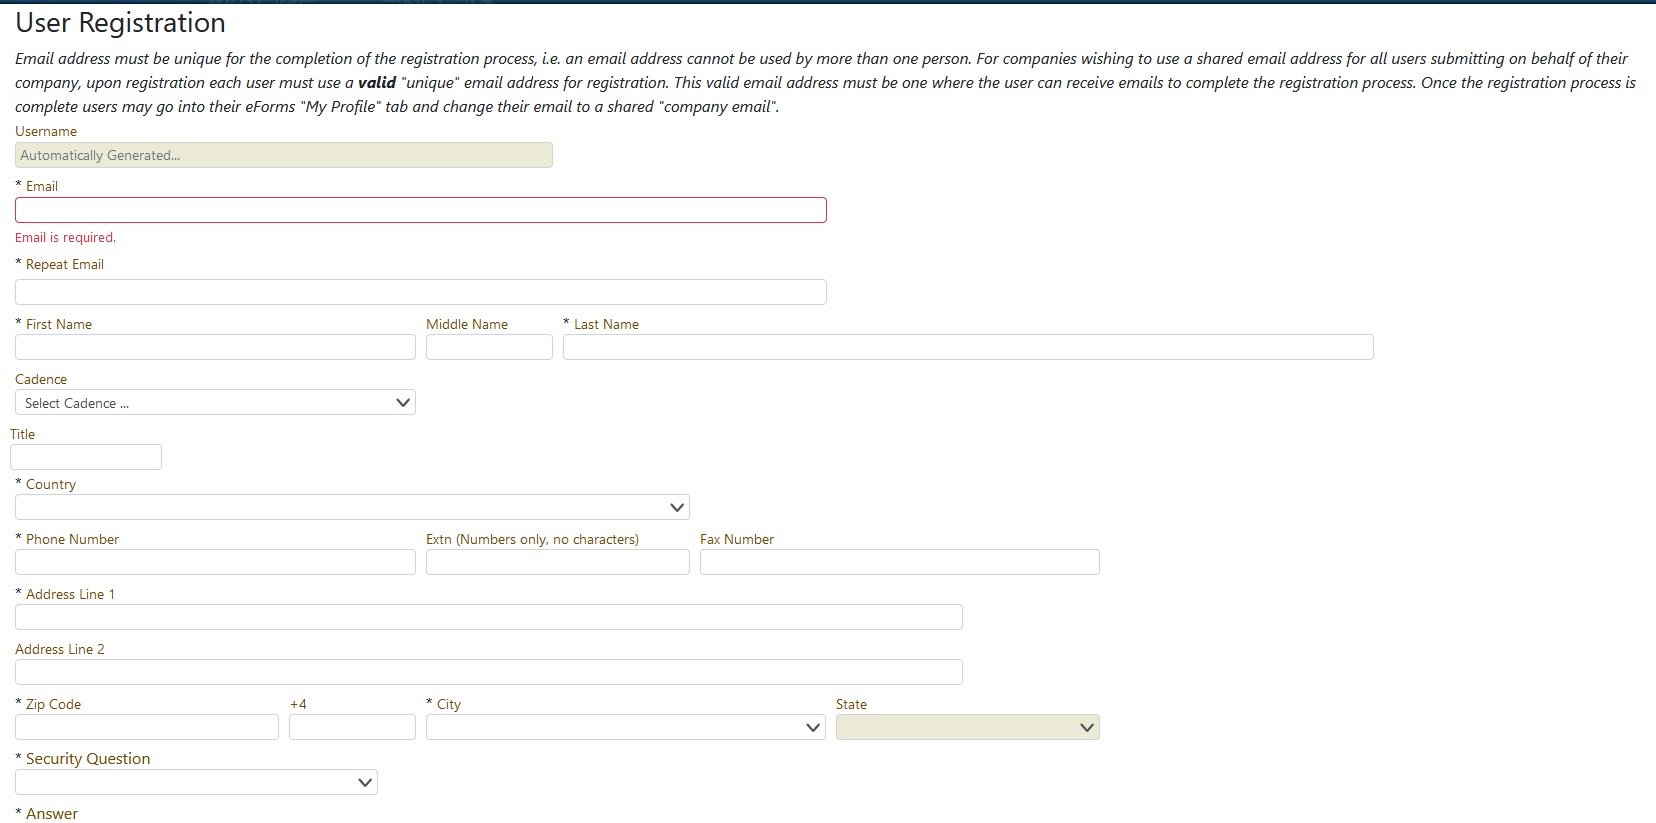 User Registration
Email address must be unique for the completion of the registration process, i.e. an email address cannot be used by more than one person. For companies wishing to use a shared email address for all users submitting on behalf of their
company, upon registration each user must use a valid "unique" email address for registration. This valid email address must be one where the user can receive emails to complete the registration process. Once the registration process is
complete users may go into their eForms "My Profile" tab and change their email to a shared "company email".
Username
Automatically Generated...
* Email
Email is required.
* Repeat Email
* First Name Middle Name * Last Name
Cadence
Select Cadence ...
Title
* Country
* Phone Number Extn (Numbers only, no characters) Fax Number
* Address Line 1
Address Line 2
* Zip Code +4 * City State
* Security Question
* Answer